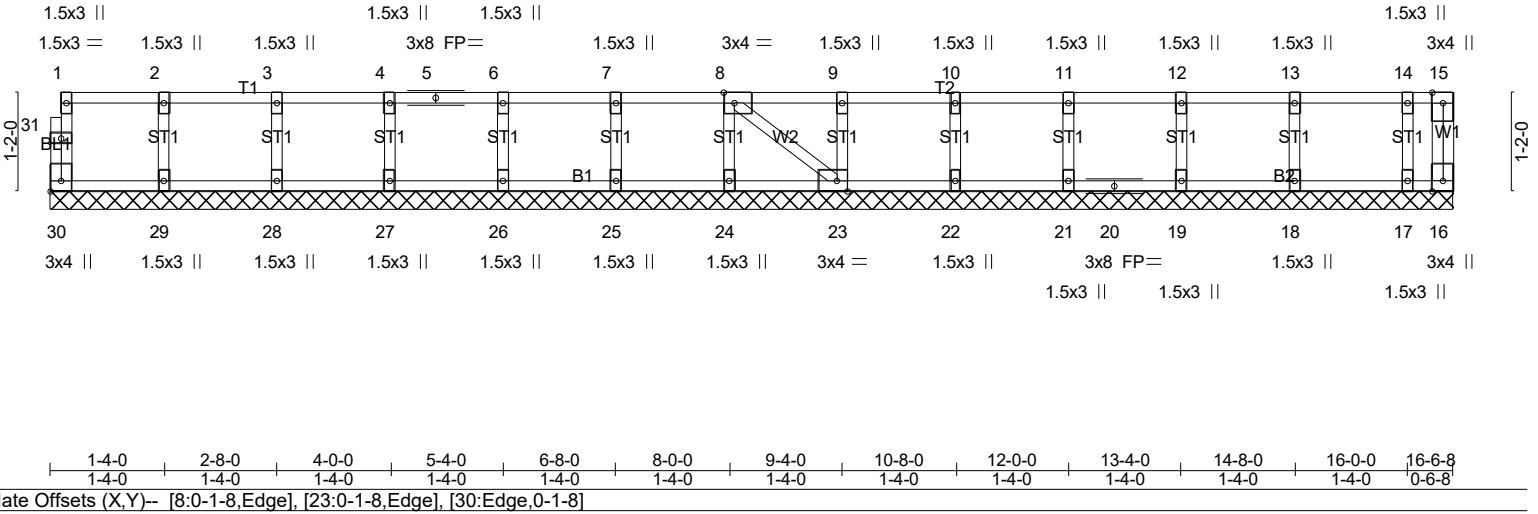 1.5x3 || 1.5x3 || 1.5x3 || 1.5x3 ||
1.5x3 = 1.5x3 || 1.5x3 || 3x8 FP= 1.5x3 || 3x4 = 1.5x3 || 1.5x3 || 1.5x3 || 1.5x3 || 1.5x3 || 3x4 ||
1 2 3 4 5 6 7 8 9 10 11 12 13 14 15
T1 T2
31
1-2-0 BL1 ST1 ST1 ST1 ST1 ST1 ST1 W2 ST1 ST1 ST1 ST1 ST1 ST1 W1 1-2-0
B1 B2
30 29 28 27 26 25 24 23 22 21 20 19 18 17 16
3x4 || 1.5x3 || 1.5x3 || 1.5x3 || 1.5x3 || 1.5x3 || 1.5x3 || 3x4 = 1.5x3 || 3x8 FP= 1.5x3 || 3x4 ||
1.5x3 || 1.5x3 || 1.5x3 ||
1-4-0 2-8-0 4-0-0 5-4-0 6-8-0 8-0-0 9-4-0 10-8-0 12-0-0 13-4-0 14-8-0 16-0-0 16-6-8
1-4-0 1-4-0 1-4-0 1-4-0 1-4-0 1-4-0 1-4-0 1-4-0 1-4-0 1-4-0 1-4-0 1-4-0 0-6-8
late Offsets (X,Y)-- [8:0-1-8,Edge], [23:0-1-8,Edge], [30:Edge,0-1-8]